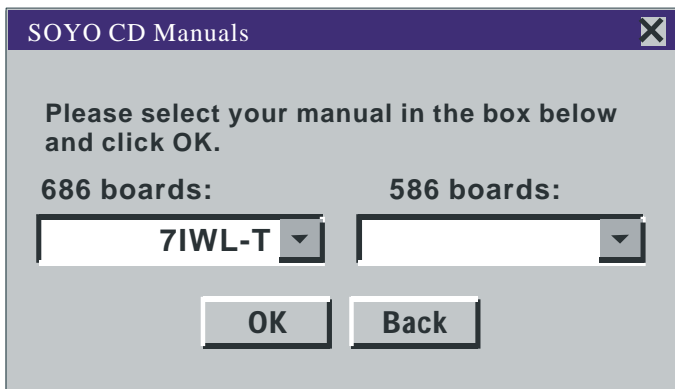 SOYO CD Manuals
Please select your manual in the box below
and click OK.
686 boards: 586 boards:
7IWL-T
OK Back